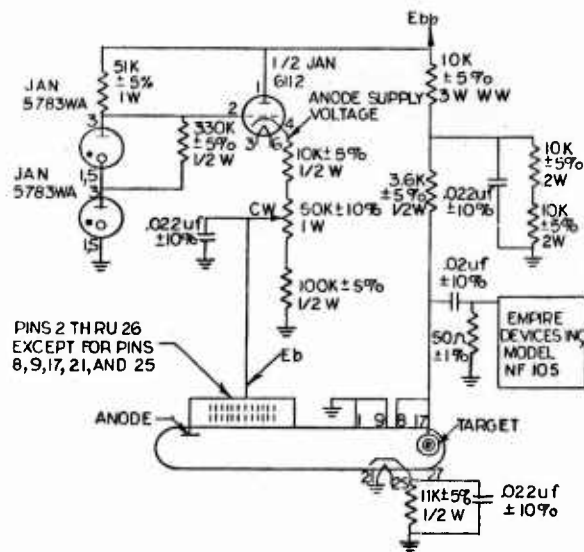 Ebb
51K
±5%
1W
1/2 JAN
6112
10K
±5%
3W WW
JAN
5783WA
1
2
3
6
4
ANODE SUPPLY
VOLTAGE
3
330K
±5%
1/2 W
10K±5%
1/2 W
1,5
JAN
5783WA
3
1,5
3.6K
±5%
1/2W
.022uf
±10%
10K
±5%
2W
10K
±5%
2W
.022uf
±10%
CW
50K±10%
1W
100K±5%
1/2 W
.02uf
±10%
50Ω
±1%
EMPIRE
DEVICES INC
MODEL
NF 105
PINS 2 THRU 26
EXCEPT FOR PINS
8,9,17,21,AND 25
Eb
ANODE
1
9
8
17
TARGET
21
25
27
11K±5%
1/2 W
.022uf
±10%